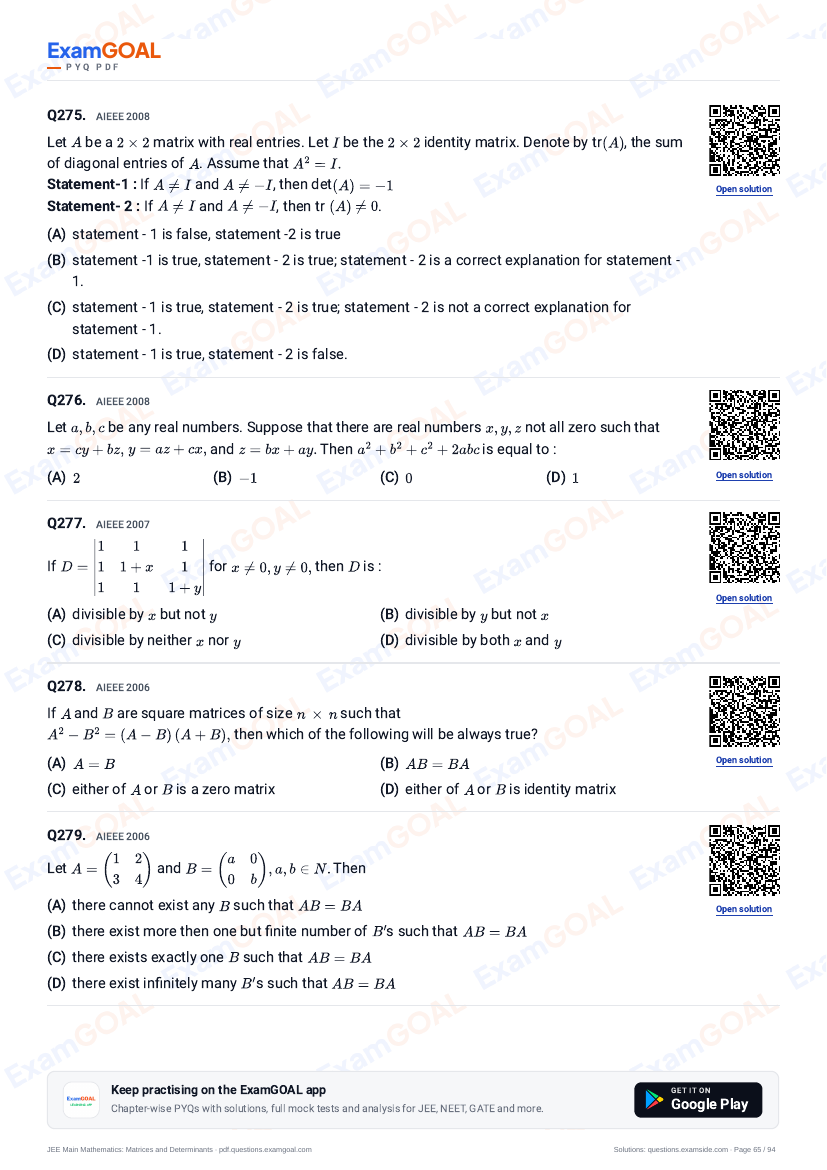 ExamGOAL
PYQ PDF
Q275. AIEEE 2008
Let A be a 2 × 2 matrix with real entries. Let I be the 2 × 2 identity matrix. Denote by tr(A), the sum
of diagonal entries of A. Assume that A² = I.
Statement-1 : If A ≠ I and A ≠ −I, then det(A) = −1
Statement- 2 : If A ≠ I and A ≠ −I, then tr (A) ≠ 0.
(A) statement - 1 is false, statement -2 is true
(B) statement -1 is true, statement - 2 is true; statement - 2 is a correct explanation for statement -
1.
(C) statement - 1 is true, statement - 2 is true; statement - 2 is not a correct explanation for
statement - 1.
(D) statement - 1 is true, statement - 2 is false.
Open solution
Q276. AIEEE 2008
Let a, b, c be any real numbers. Suppose that there are real numbers x, y, z not all zero such that
x = cy + bz, y = az + cx, and z = bx + ay. Then a² + b² + c² + 2abc is equal to :
(A) 2 (B) −1 (C) 0 (D) 1
Open solution
Q277. AIEEE 2007
If D = |1 1 1|
|1 1 + x 1|
|1 1 1 + y| for x ≠ 0, y ≠ 0, then D is :
(A) divisible by x but not y (B) divisible by y but not x
(C) divisible by neither x nor y (D) divisible by both x and y
Open solution
Q278. AIEEE 2006
If A and B are square matrices of size n × n such that
A² − B² = (A − B) (A + B), then which of the following will be always true?
(A) A = B (B) AB = BA
(C) either of A or B is a zero matrix (D) either of A or B is identity matrix
Open solution
Q279. AIEEE 2006
Let A = (1 2
3 4) and B = (a 0
0 b), a, b ∈ N. Then
(A) there cannot exist any B such that AB = BA
(B) there exist more then one but finite number of B′s such that AB = BA
(C) there exists exactly one B such that AB = BA
(D) there exist infinitely many B′s such that AB = BA
Open solution
ExamGOAL
Keep practising on the ExamGOAL app
Chapter-wise PYQs with solutions, full mock tests and analysis for JEE, NEET, GATE and more.
GET IT ON
Google Play
JEE Main Mathematics: Matrices and Determinants · pdf.questions.examgoal.com
Solutions: questions.examside.com · Page 65 / 94